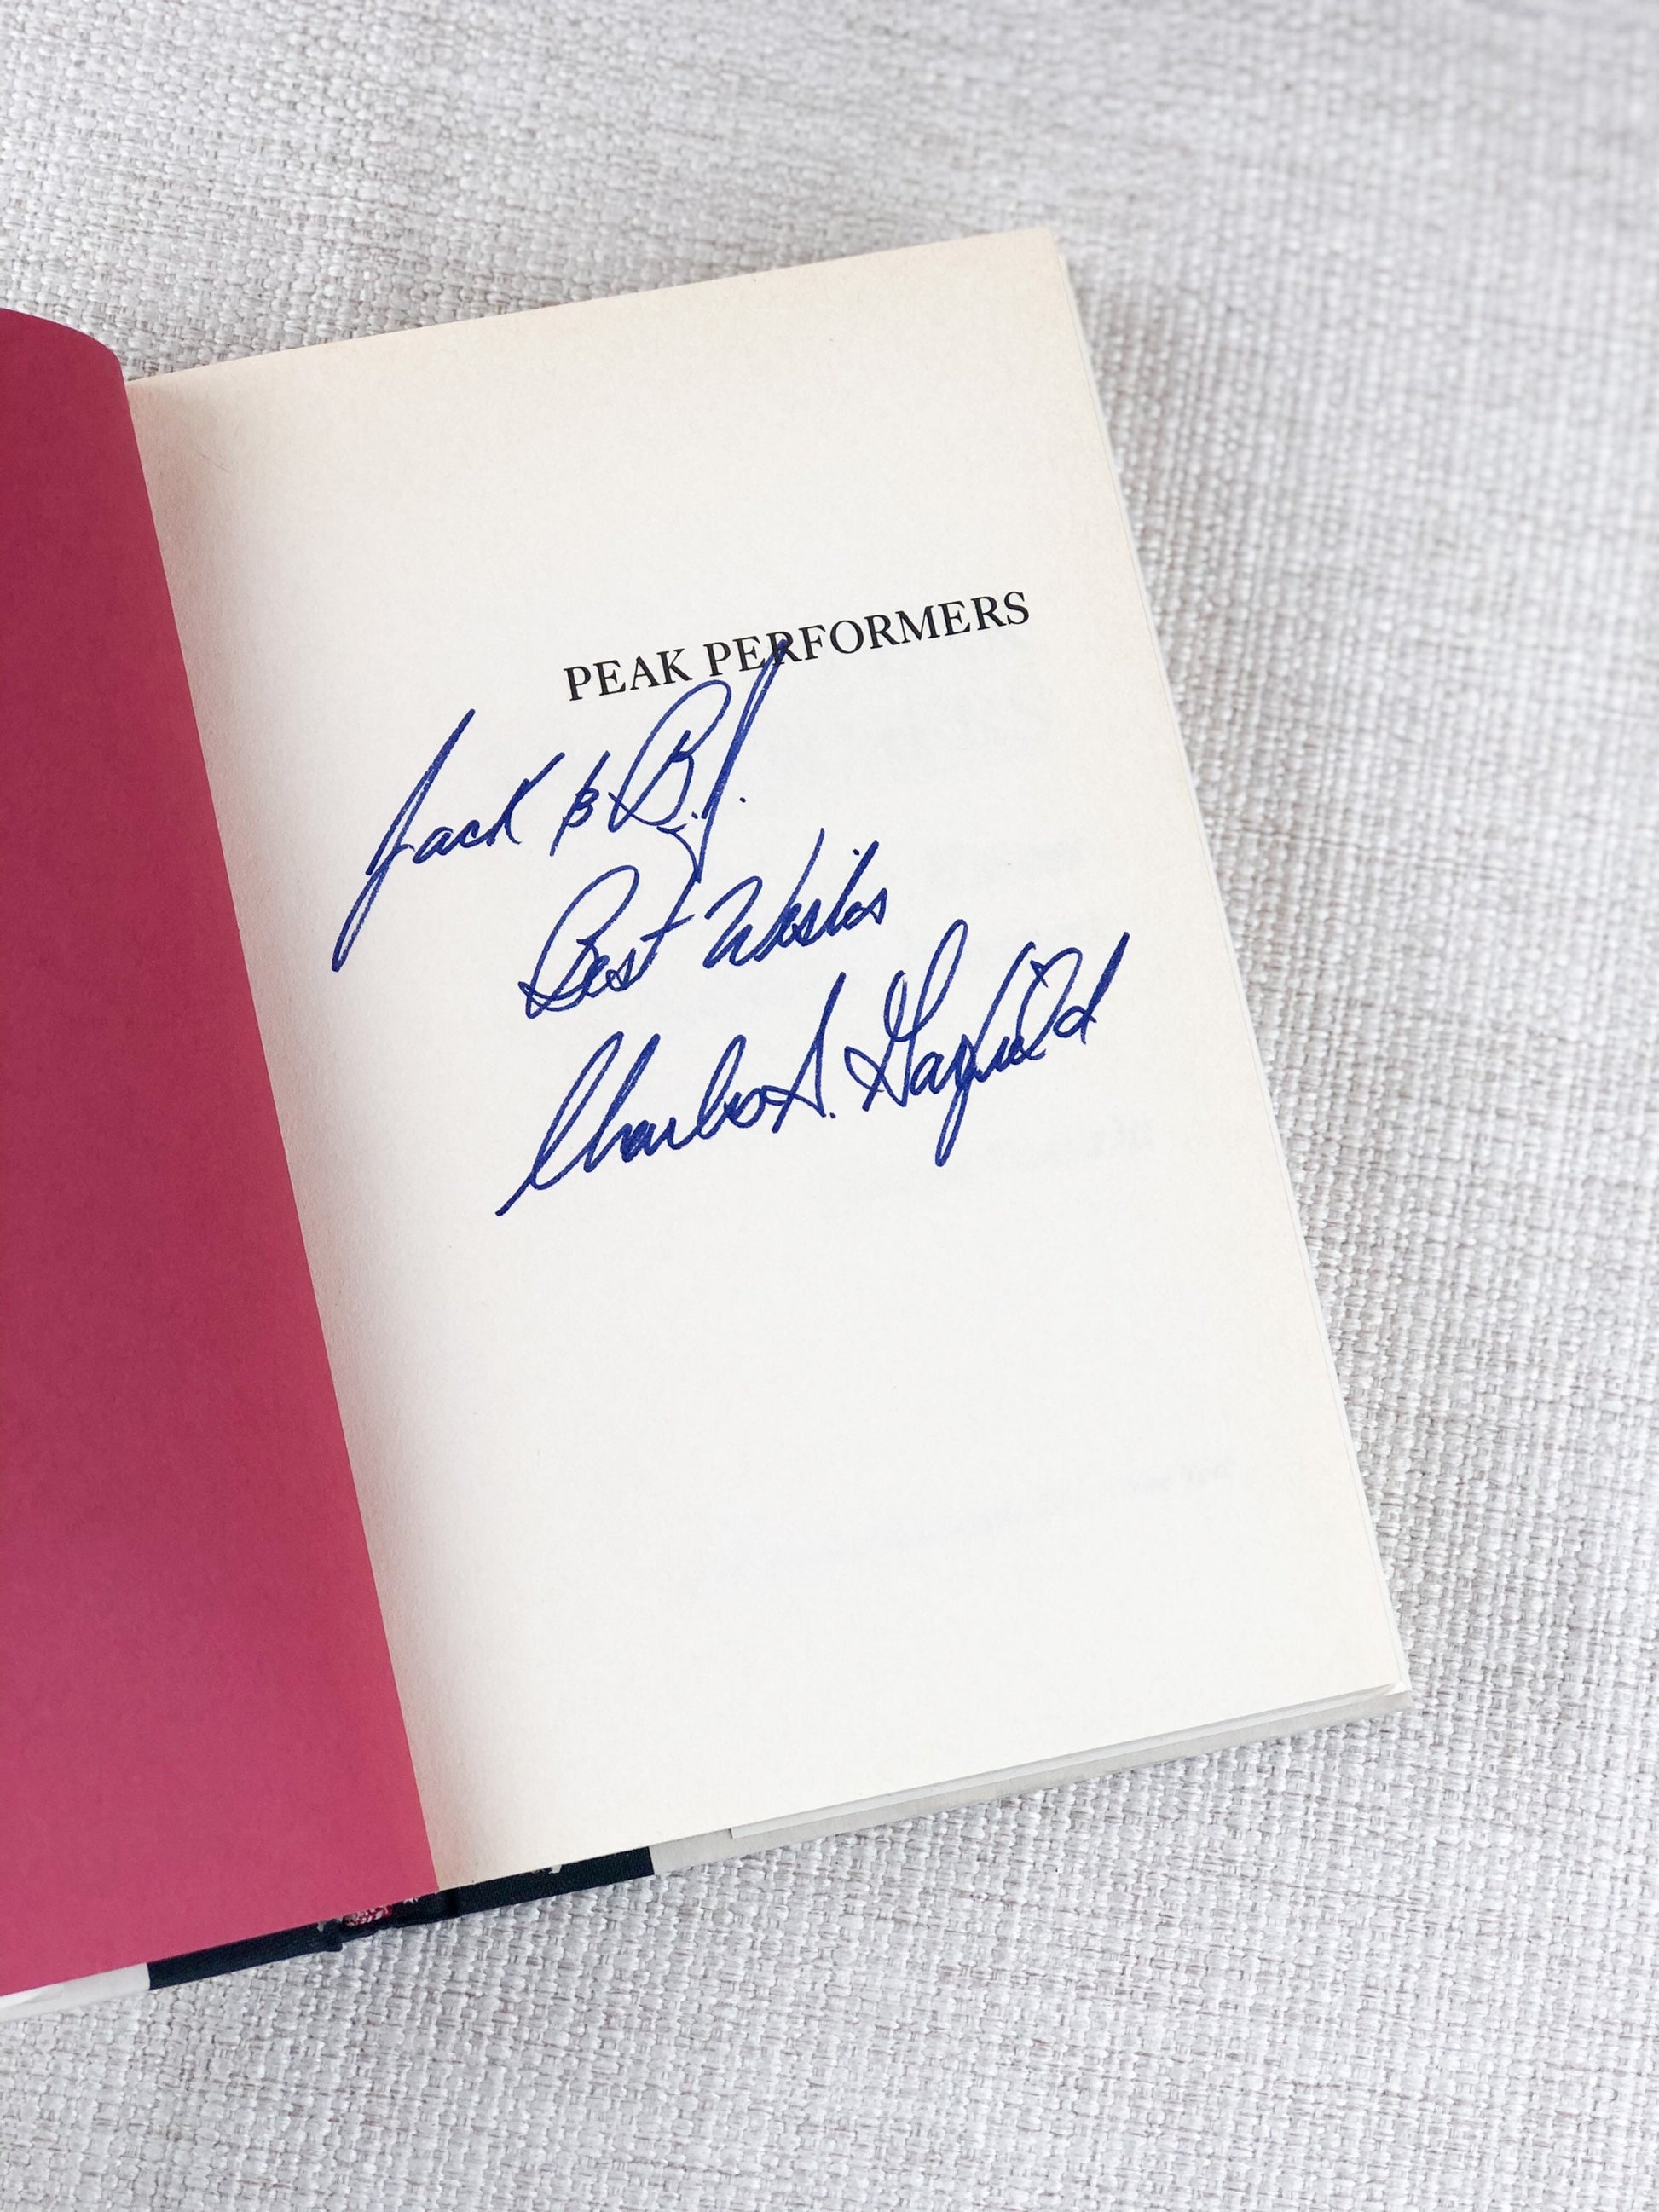 PEAK PERFORMERS
Jack & B.J.
Best Wishes
Charles A. Garfield